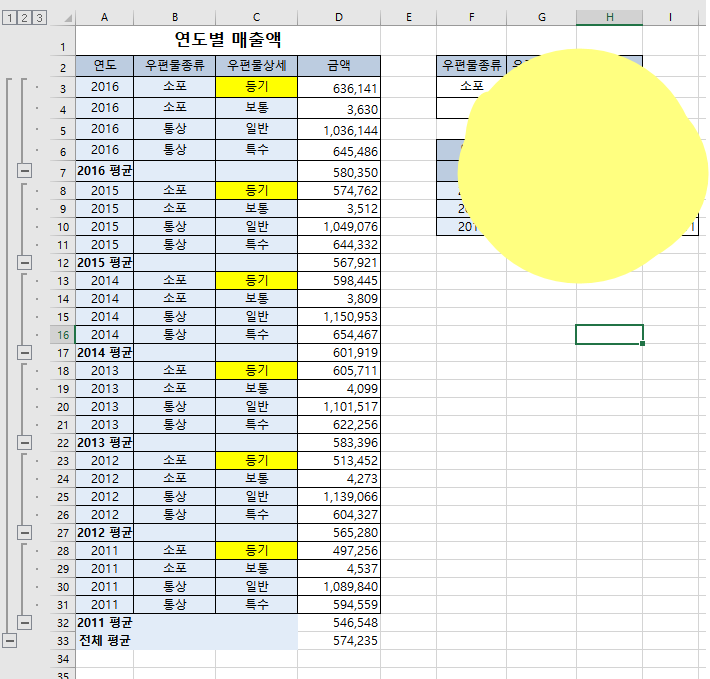 1 2 3
A B C D E F G H I
1 연도별 매출액
2 연도 우편물종류 우편물상세 금액 우편물종류
3 2016 소포 등기 636,141 소포
4 2016 소포 보통 3,630
5 2016 통상 일반 1,036,144
6 2016 통상 특수 645,486
7 2016 평균 580,350
8 2015 소포 등기 574,762
9 2015 소포 보통 3,512
10 2015 통상 일반 1,049,076
11 2015 통상 특수 644,332
12 2015 평균 567,921
13 2014 소포 등기 598,445
14 2014 소포 보통 3,809
15 2014 통상 일반 1,150,953
16 2014 통상 특수 654,467
17 2014 평균 601,919
18 2013 소포 등기 605,711
19 2013 소포 보통 4,099
20 2013 통상 일반 1,101,517
21 2013 통상 특수 622,256
22 2013 평균 583,396
23 2012 소포 등기 513,452
24 2012 소포 보통 4,273
25 2012 통상 일반 1,139,066
26 2012 통상 특수 604,327
27 2012 평균 565,280
28 2011 소포 등기 497,256
29 2011 소포 보통 4,537
30 2011 통상 일반 1,089,840
31 2011 통상 특수 594,559
32 2011 평균 546,548
33 전체 평균 574,235
34
35